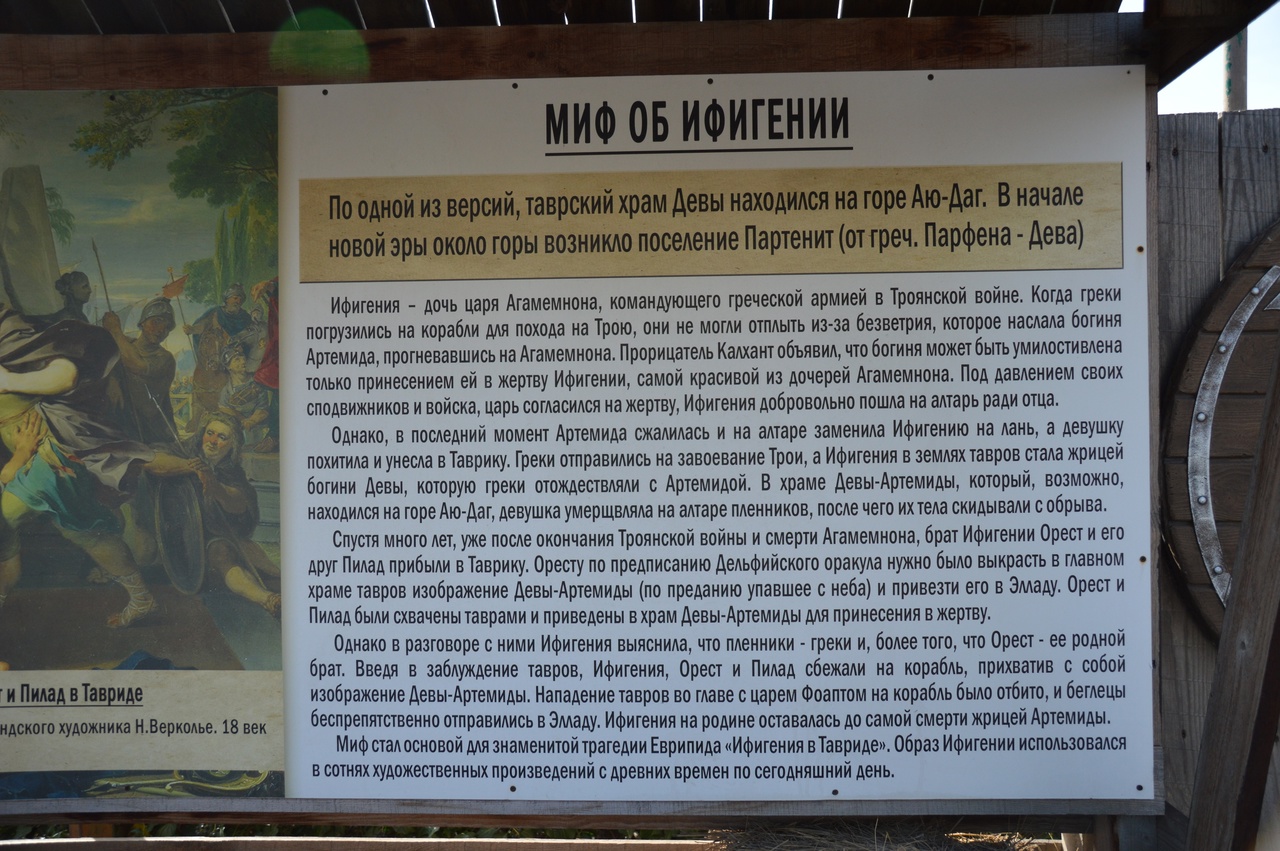 МИФ ОБ ИФИГЕНИИ
По одной из версий, таврский храм Девы находился на горе Аю-Даг. В начале
новой эры около горы возникло поселение Партенит (от греч. Парфена - Дева)
Ифигения – дочь царя Агамемнона, командующего греческой армией в Троянской войне. Когда греки
погрузились на корабли для похода на Трою, они не могли отплыть из-за безветрия, которое наслала богиня
Артемида, прогневавшись на Агамемнона. Прорицатель Калхант объявил, что богиня может быть умилостивлена
только принесением ей в жертву Ифигении, самой красивой из дочерей Агамемнона. Под давлением своих
сподвижников и войска, царь согласился на жертву, Ифигения добровольно пошла на алтарь ради отца.
Однако, в последний момент Артемида сжалилась и на алтаре заменила Ифигению на лань, а девушку
похитила и унесла в Таврику. Греки отправились на завоевание Трои, а Ифигения в землях тавров стала жрицей
богини Девы, которую греки отождествляли с Артемидой. В храме Девы-Артемиды, который, возможно,
находился на горе Аю-Даг, девушка умерщвляла на алтаре пленников, после чего их тела скидывали с обрыва.
Спустя много лет, уже после окончания Троянской войны и смерти Агамемнона, брат Ифигении Орест и его
друг Пилад прибыли в Таврику. Оресту по предписанию Дельфийского оракула нужно было выкрасть в главном
храме тавров изображение Девы-Артемиды (по преданию упавшее с неба) и привезти его в Элладу. Орест и
Пилад были схвачены таврами и приведены в храм Девы-Артемиды для принесения в жертву.
Однако в разговоре с ними Ифигения выяснила, что пленники - греки и, более того, что Орест - ее родной
брат. Введя в заблуждение тавров, Ифигения, Орест и Пилад сбежали на корабль, прихватив с собой
изображение Девы-Артемиды. Нападение тавров во главе с царем Фоаптом на корабль было отбито, и беглецы
беспрепятственно отправились в Элладу. Ифигения на родине оставалась до самой смерти жрицей Артемиды.
Миф стал основой для знаменитой трагедии Еврипида «Ифигения в Тавриде». Образ Ифигении использовался
в сотнях художественных произведений с древних времен по сегодняшний день.
и Пилад в Тавриде
художника Н.Верколье. 18 век